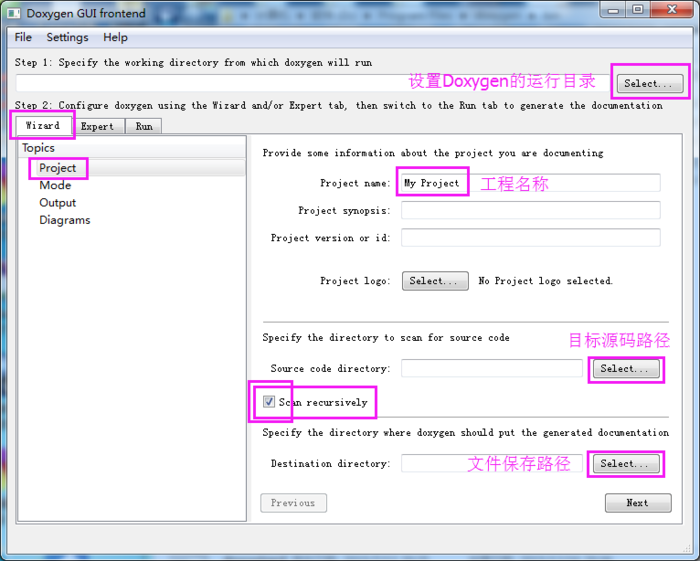 Doxygen GUI frontend
File Settings Help
Step 1: Specify the working directory from which doxygen will run
设置Doxygen的运行目录 Select...
Step 2: Configure doxygen using the Wizard and/or Expert tab, then switch to the Run tab to generate the documentation
Wizard Expert Run
Topics
Project
Mode
Output
Diagrams
Provide some information about the project you are documenting
Project name: My Project 工程名称
Project synopsis:
Project version or id:
Project logo: Select... No Project logo selected.
Specify the directory to scan for source code
目标源码路径
Source code directory: Select...
Scan recursively
Specify the directory where doxygen should put the generated documentation
Destination directory: 文件保存路径 Select...
Previous Next